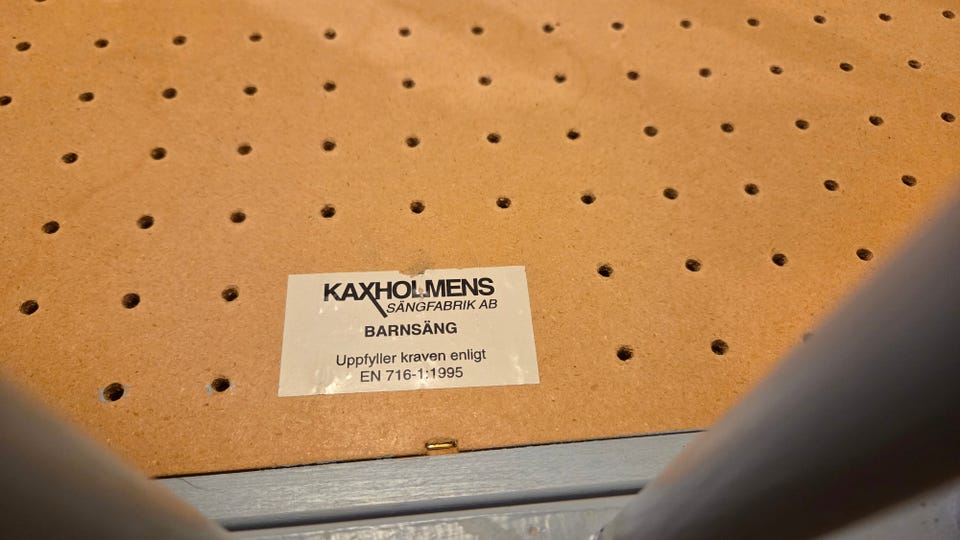 KAXHOLMENS
SÄNGFABRIK AB
BARNSÄNG
Uppfyller kraven enligt
EN 716-1:1995